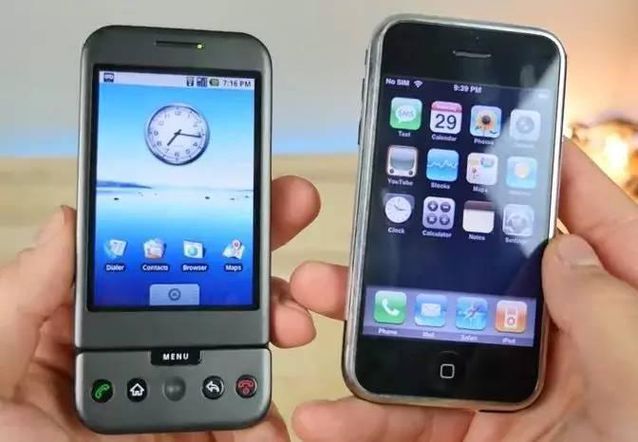 7:16 PM
Dialer Contacts Browser Maps
MENU
No SIM 9:39 PM
SMS 29
Text Calendar Photos
YouTube Stocks Maps
Clock Calculator Notes Settings
Phone Mail Safari iPod